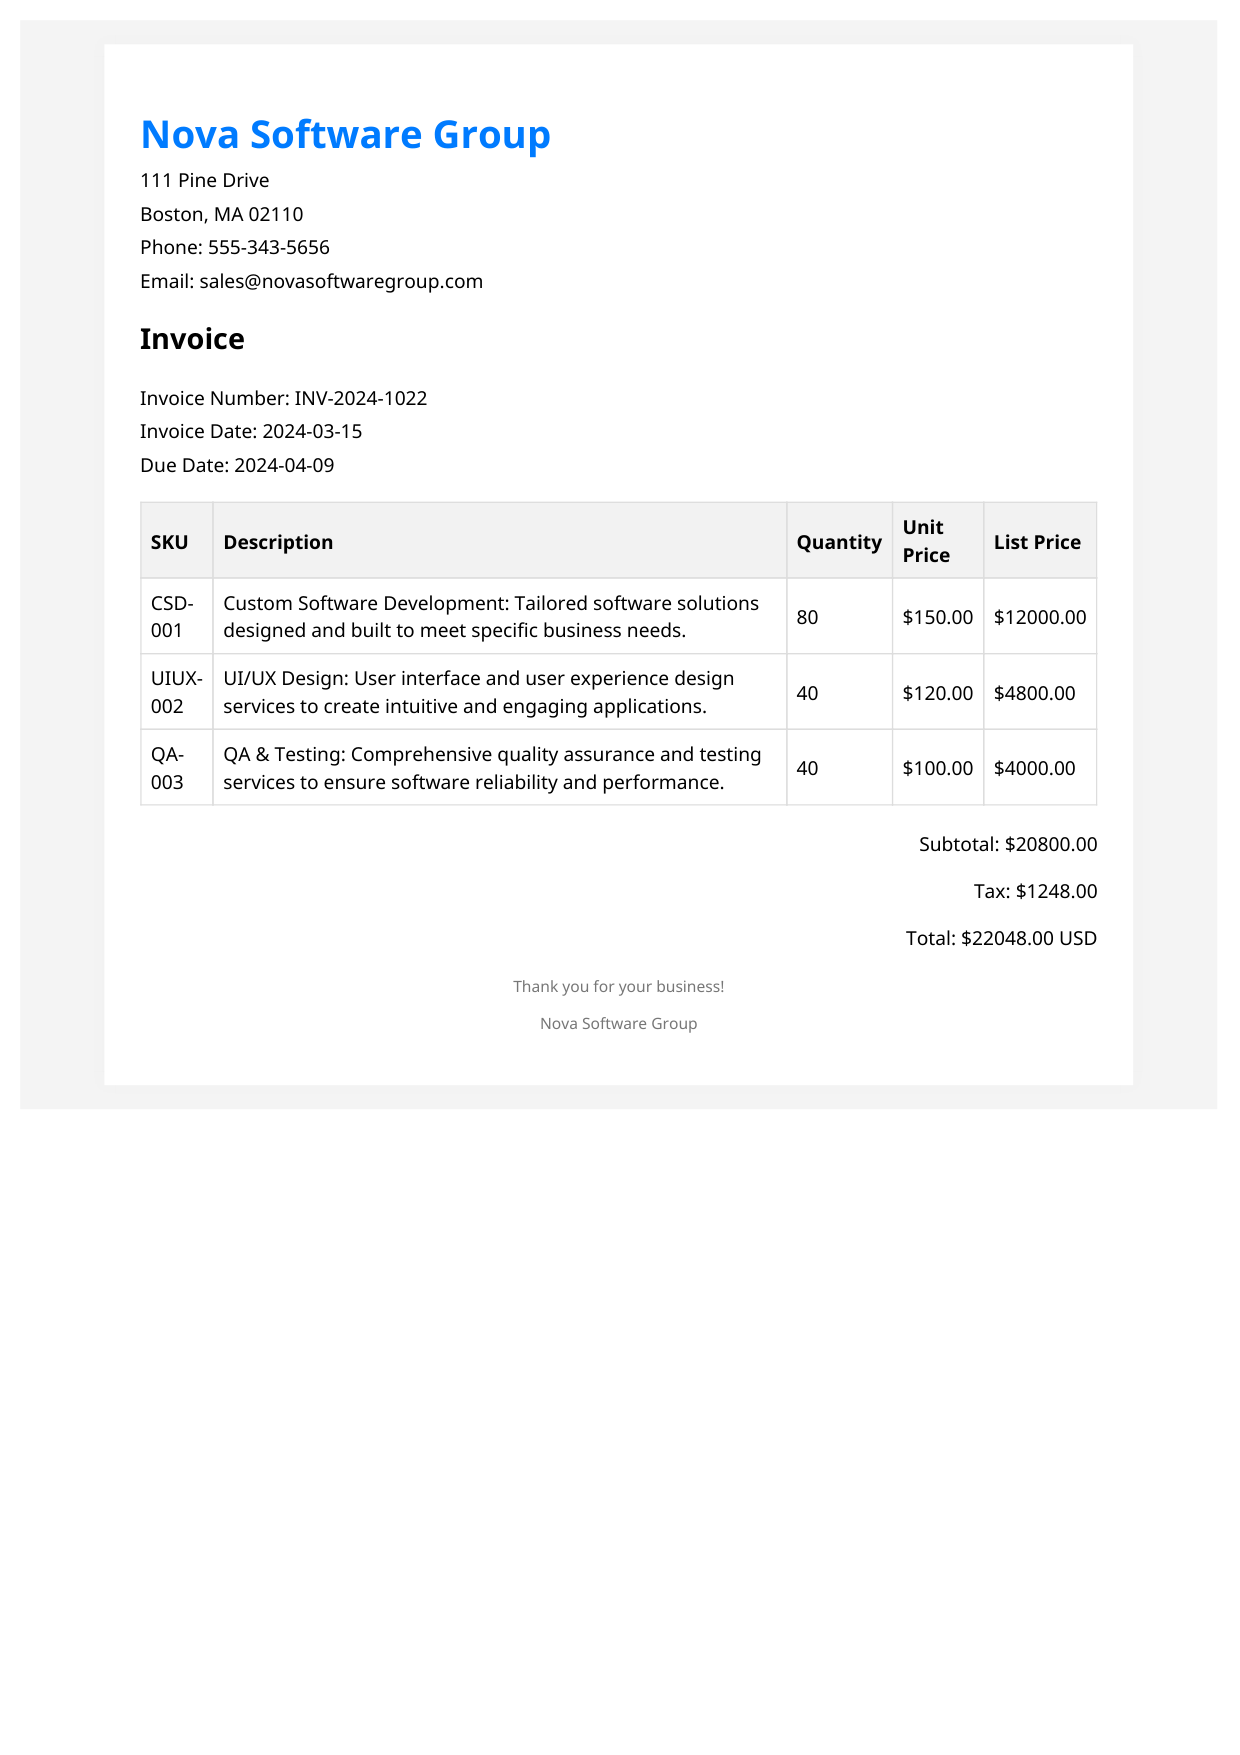 Nova Software Group
111 Pine Drive
Boston, MA 02110
Phone: 555-343-5656
Email: sales@novasoftwaregroup.com
Invoice
Invoice Number: INV-2024-1022
Invoice Date: 2024-03-15
Due Date: 2024-04-09
SKU Description Quantity Unit Price List Price
CSD-001 Custom Software Development: Tailored software solutions designed and built to meet specific business needs. 80 $150.00 $12000.00
UIUX-002 UI/UX Design: User interface and user experience design services to create intuitive and engaging applications. 40 $120.00 $4800.00
QA-003 QA & Testing: Comprehensive quality assurance and testing services to ensure software reliability and performance. 40 $100.00 $4000.00
Subtotal: $20800.00
Tax: $1248.00
Total: $22048.00 USD
Thank you for your business!
Nova Software Group